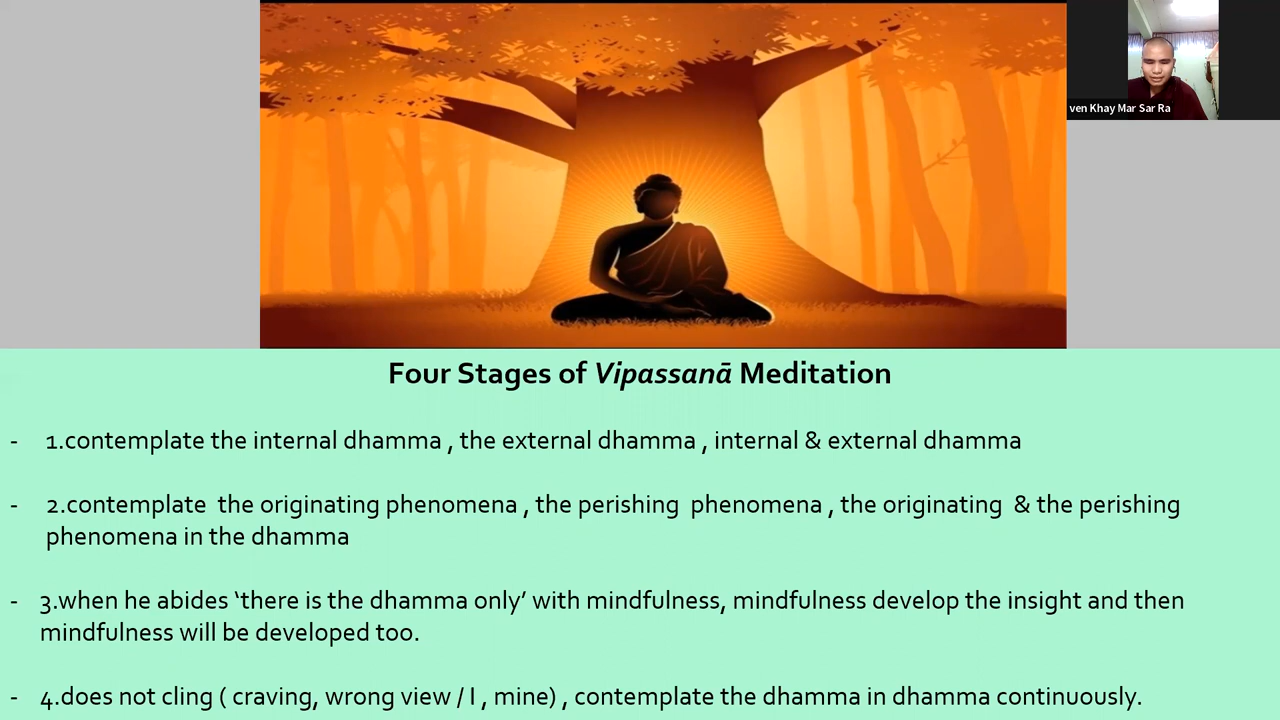 ven Khay Mar Sar Ra
Four Stages of Vipassanā Meditation
- 1.contemplate the internal dhamma , the external dhamma , internal & external dhamma
- 2.contemplate the originating phenomena , the perishing phenomena , the originating & the perishing
phenomena in the dhamma
- 3.when he abides ‘there is the dhamma only’ with mindfulness, mindfulness develop the insight and then
mindfulness will be developed too.
- 4.does not cling ( craving, wrong view / I , mine) , contemplate the dhamma in dhamma continuously.